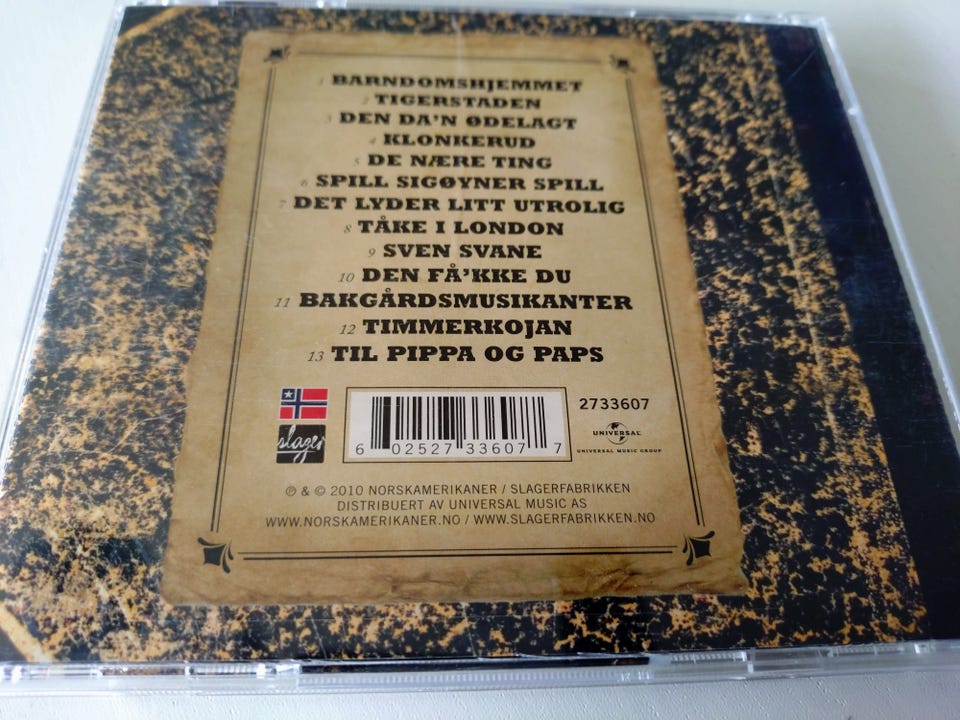 1 BARNDOMSHJEMMET
2 TIGERSTADEN
3 DEN DA'N ØDELAGT
4 KLONKERUD
5 DE NÆRE TING
6 SPILL SIGØYNER SPILL
7 DET LYDER LITT UTROLIG
8 TÅKE I LONDON
9 SVEN SVANE
10 DEN FÅ'KKE DU
11 BAKGÅRDSMUSIKANTER
12 TIMMERKOJAN
13 TIL PIPPA OG PAPS
slager
6 02527 33607 7
2733607
UNIVERSAL
UNIVERSAL MUSIC GROUP
℗ & © 2010 NORSKAMERIKANER / SLAGERFABRIKKEN
DISTRIBUERT AV UNIVERSAL MUSIC AS
WWW.NORSKAMERIKANER.NO / WWW.SLAGERFABRIKKEN.NO